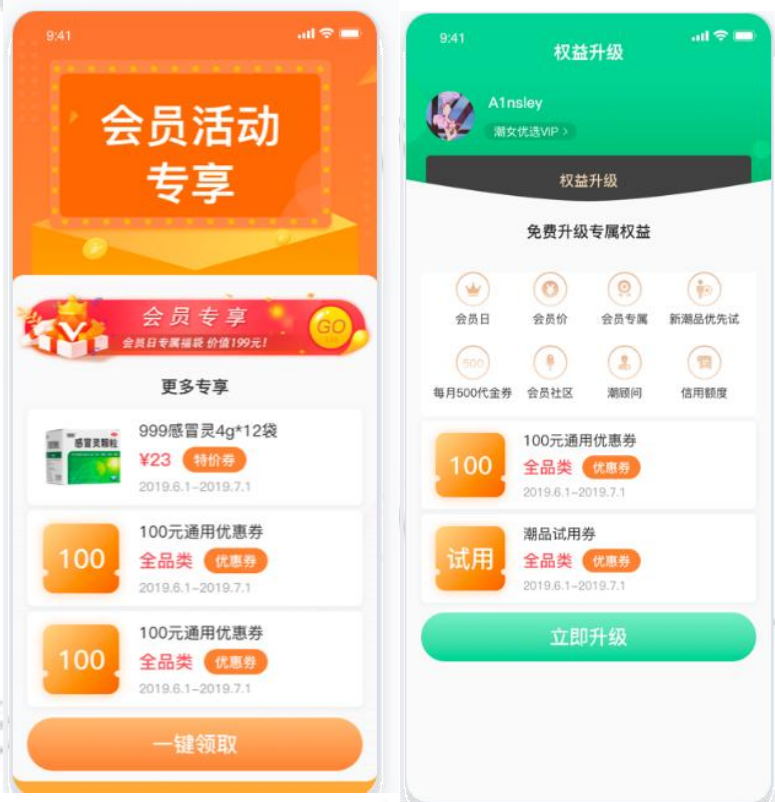 9:41
会员活动
专享
会员专享
会员日专属福袋 价值199元!
GO
更多专享
感冒灵颗粒
999感冒灵4g*12袋
¥23 特价券
2019.6.1-2019.7.1
100
100元通用优惠券
全品类 优惠券
2019.6.1-2019.7.1
100
100元通用优惠券
全品类 优惠券
2019.6.1-2019.7.1
一键领取
9:41
权益升级
A1nsley
潮女优选VIP >
权益升级
免费升级专属权益
会员日 会员价 会员专属 新潮品优先试
500
每月500代金券 会员社区 潮顾问 信用额度
100
100元通用优惠券
全品类 优惠券
2019.6.1-2019.7.1
试用
潮品试用券
全品类 优惠券
2019.6.1-2019.7.1
立即升级